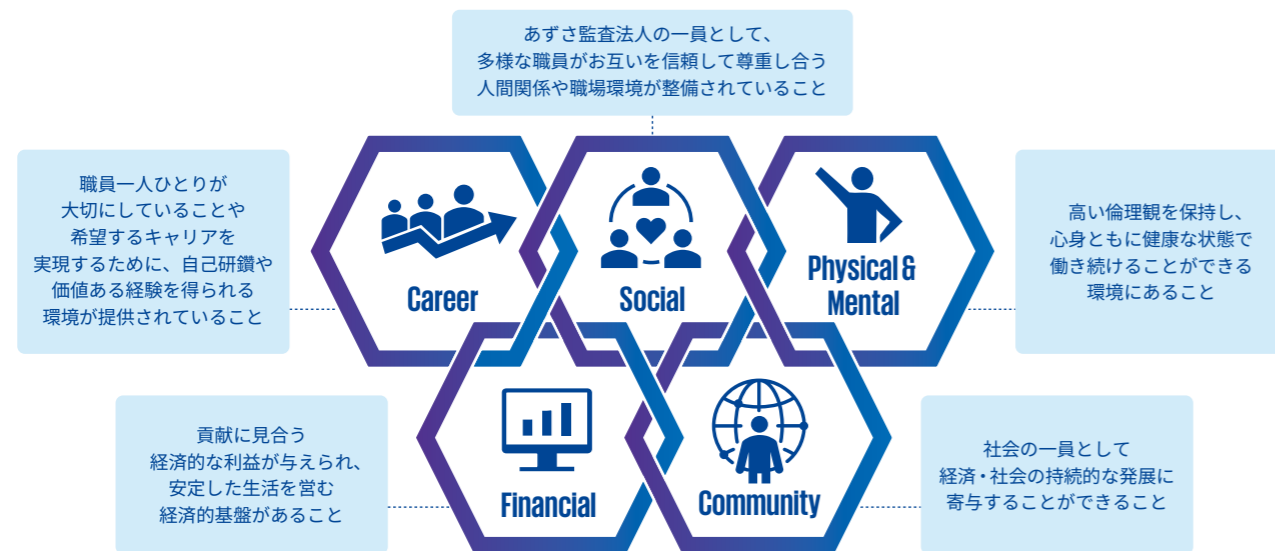 あずさ監査法人の一員として、
多様な職員がお互いを信頼して尊重し合う
人間関係や職場環境が整備されていること
職員一人ひとりが
大切にしていることや
希望するキャリアを
実現するために、自己研鑽や
価値ある経験を得られる
環境が提供されていること
Career
Social
Physical &
Mental
高い倫理観を保持し、
心身ともに健康な状態で
働き続けることができる
環境にあること
貢献に見合う
経済的な利益が与えられ、
安定した生活を営む
経済的基盤があること
Financial
Community
社会の一員として
経済・社会の持続的な発展に
寄与することができること